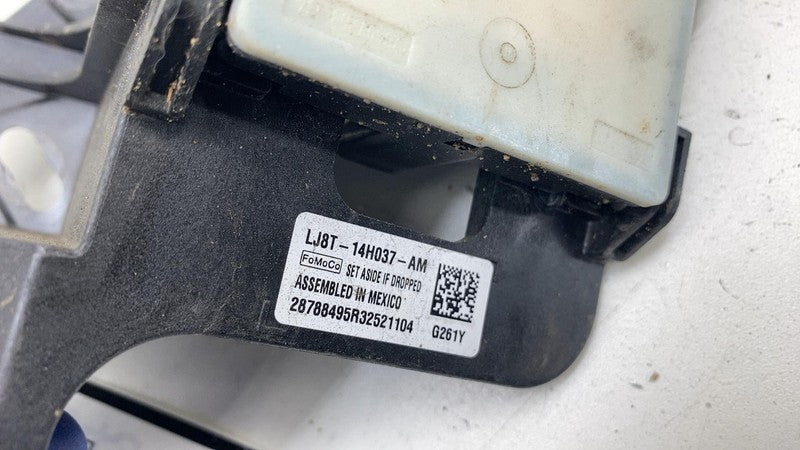 LJ8T-14H037-AM
FoMoCo SET ASIDE IF DROPPED
ASSEMBLED IN MEXICO
28788495R32521104
G261Y